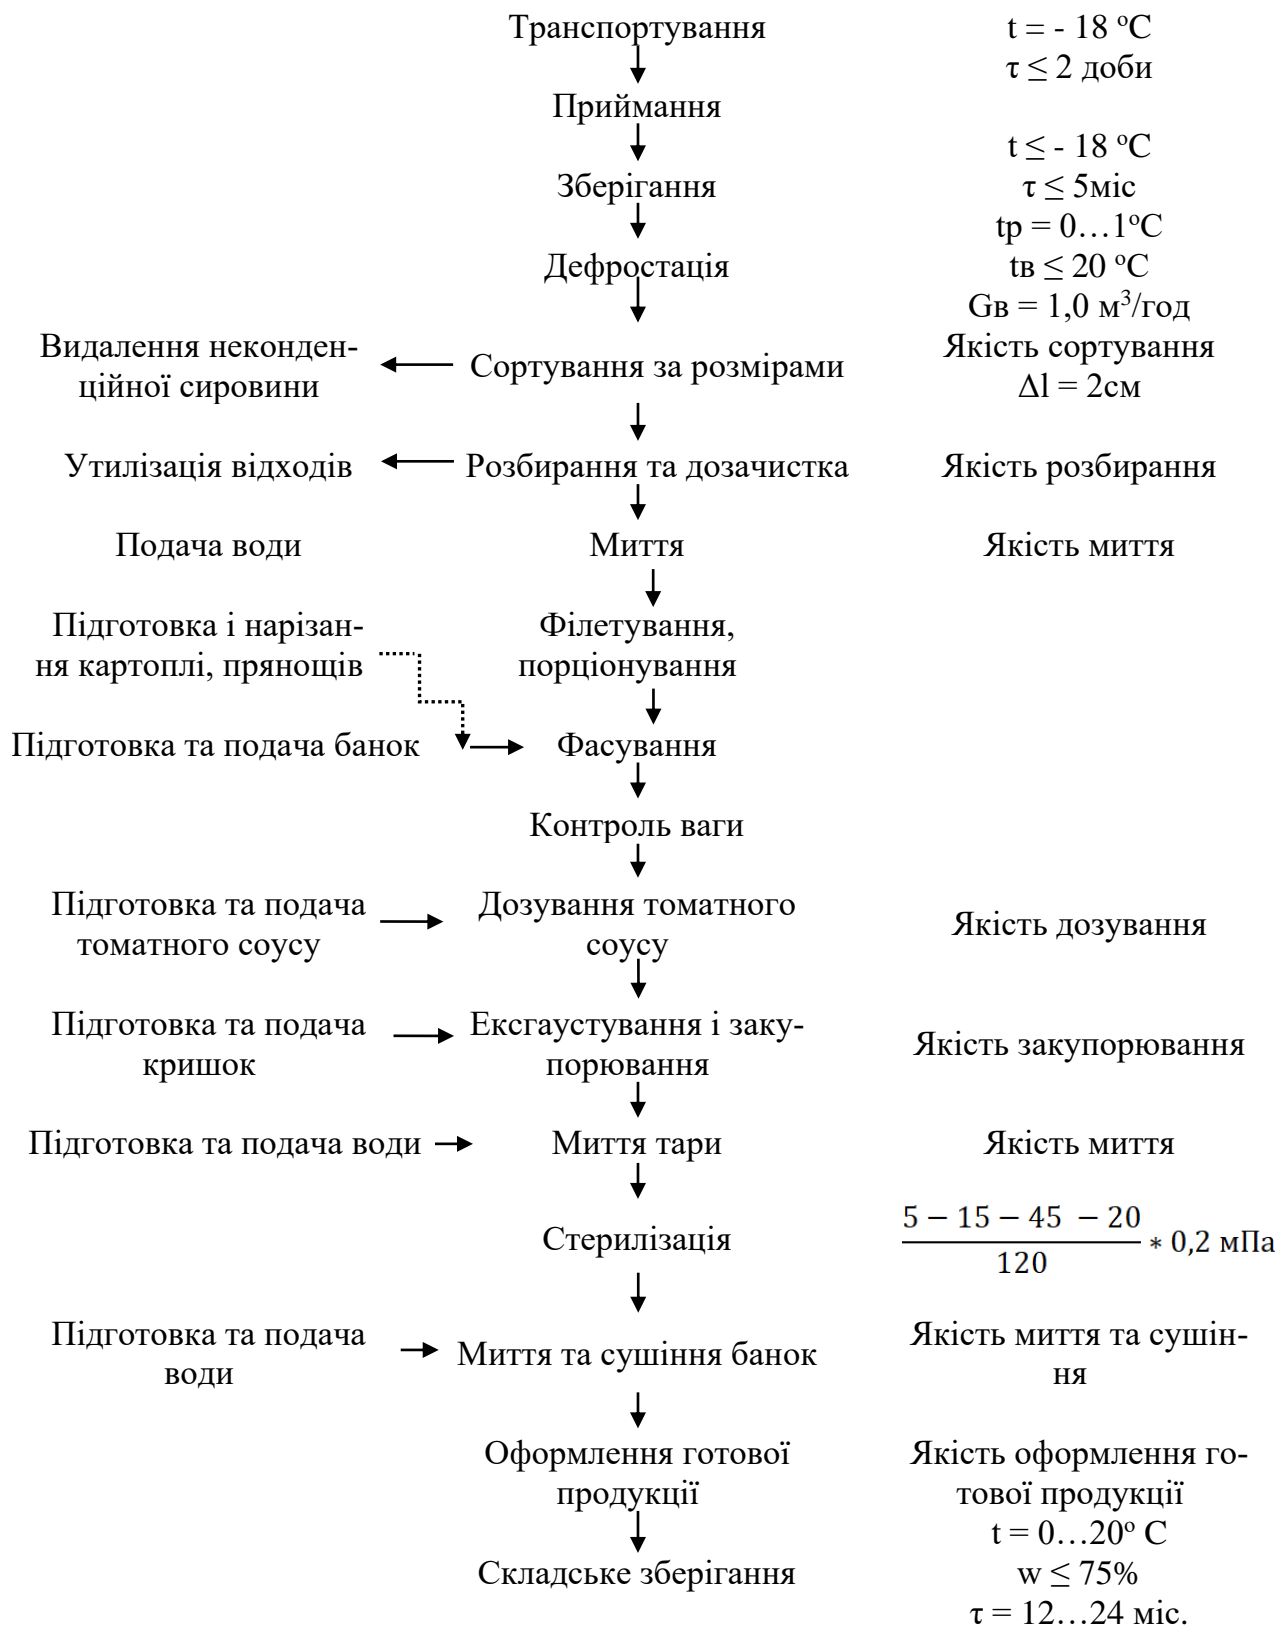 Транспортування
t = - 18 ᵒС
τ ≤ 2 доби
Приймання
t ≤ - 18 ᵒС
Зберігання
τ ≤ 5міс
tр = 0…1ᵒС
Дефростація
tв ≤ 20 ᵒС
Gв = 1,0 м³/год
Видалення неконден-
ційної сировини
Сортування за розмірами
Якість сортування
Δl = 2см
Утилізація відходів
Розбирання та дозачистка
Якість розбирання
Подача води
Миття
Якість миття
Підготовка і нарізан-
ня картоплі, прянощів
Філетування,
порціонування
Підготовка та подача банок
Фасування
Контроль ваги
Підготовка та подача
томатного соусу
Дозування томатного
соусу
Якість дозування
Підготовка та подача
кришок
Ексгаустування і заку-
порювання
Якість закупорювання
Підготовка та подача води
Миття тари
Якість миття
Стерилізація
5 − 15 − 45 − 20
120
∗ 0,2 мПа
Підготовка та подача
води
Миття та сушіння банок
Якість миття та сушін-
ня
Оформлення готової
продукції
Якість оформлення го-
тової продукції
t = 0…20ᵒ С
Складське зберігання
w ≤ 75%
τ = 12…24 міс.